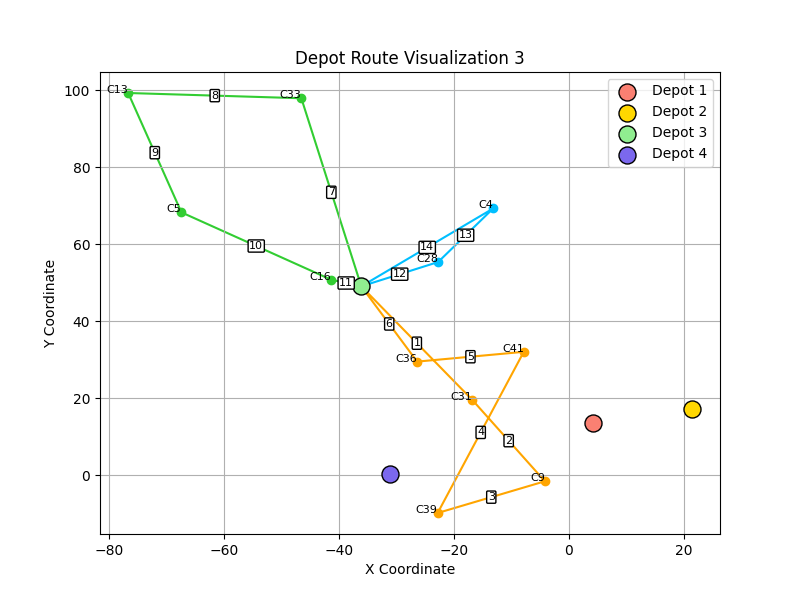 Depot Route Visualization 3
Depot 1
Depot 2
Depot 3
Depot 4
Y Coordinate
100
80
60
40
20
0
C13
8
C33
9
7
C5
C4
10
14
13
C28
C16
11
12
6
1
C36
5
C41
C31
4
2
C9
3
C39
−80
−60
−40
−20
0
20
X Coordinate